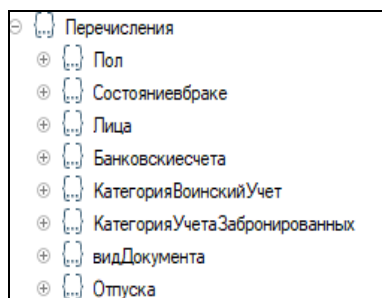 Перечисления
Пол
Состояниевбраке
Лица
Банковскиесчета
КатегорияВоинскийУчет
КатегорияУчетаЗабронированных
видДокумента
Отпуска